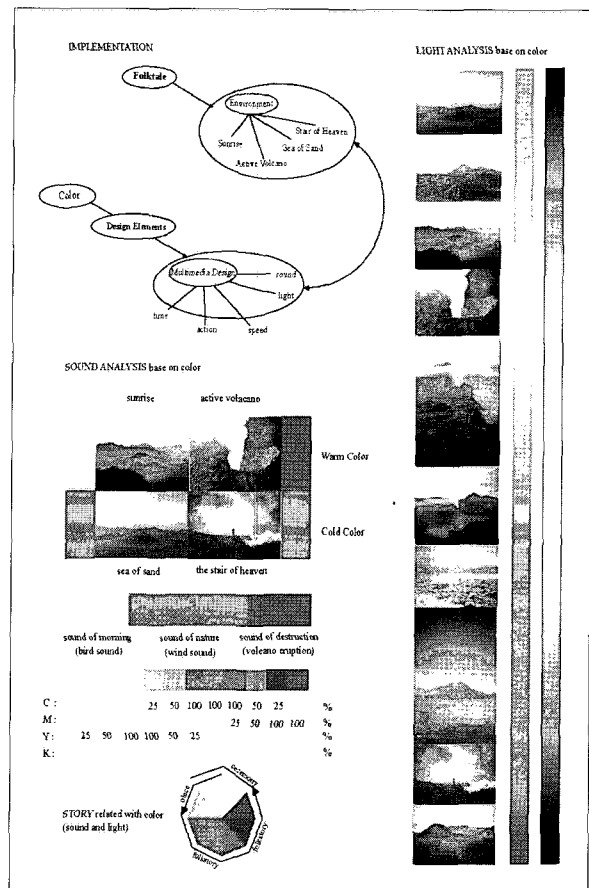 IMPLEMENTATION
Folktale
Environment
Stair of Heaven
Sunrise
Sea of Sand
Active Volcano
Color
Design Elements
Multimedia Design
sound
light
time
action
speed
SOUND ANALYSIS base on color
sunrise active volacano
Warm Color
Cold Color
sea of sand the stair of heaven
sound of morning sound of nature sound of destruction
(bird sound) (wind sound) (volcano eruption)
C : 25 50 100 100 100 50 25 %
M : 25 50 100 100 %
Y : 25 50 100 100 50 25 %
K : %
STORY related with color
(sound and light)
place
folkstory
LIGHT ANALYSIS base on color